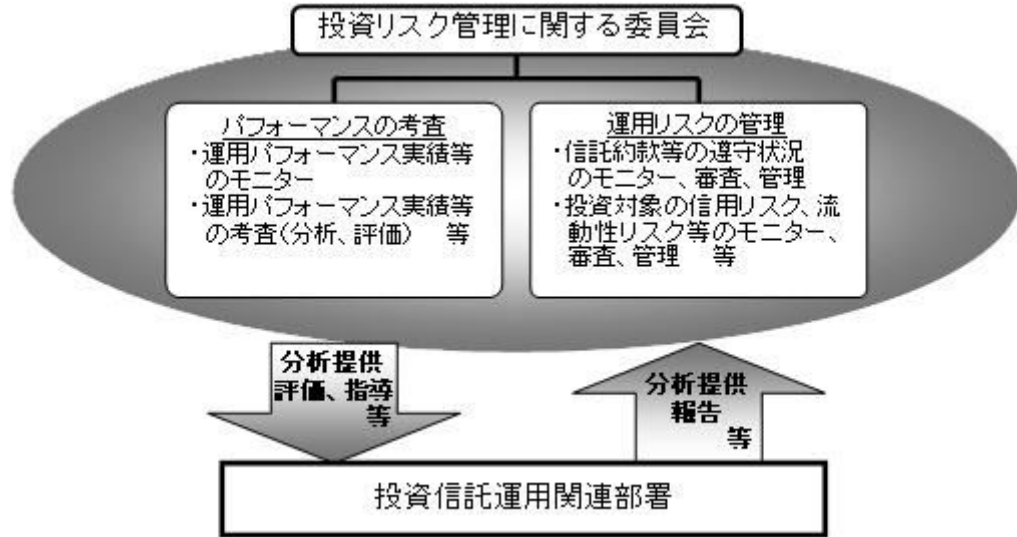 投資リスク管理に関する委員会
パフォーマンスの考査
・運用パフォーマンス実績等
のモニター
・運用パフォーマンス実績等
の考査（分析、評価） 等
運用リスクの管理
・信託約款等の遵守状況
のモニター、審査、管理
・投資対象の信用リスク、流
動性リスク等のモニター、
審査、管理 等
分析提供
評価、指導
等
分析提供
報告
等
投資信託運用関連部署